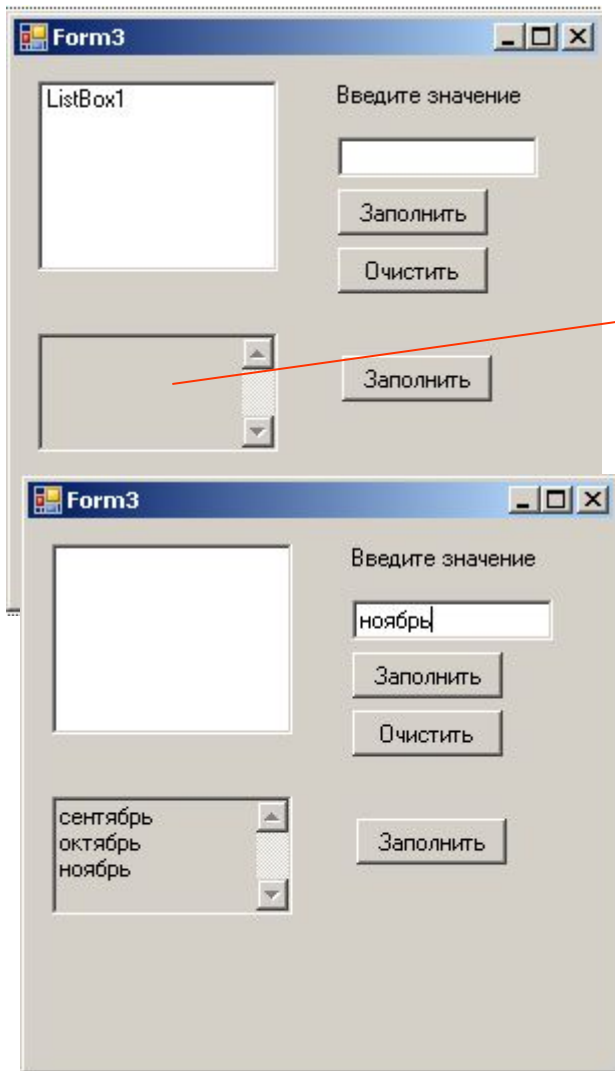 Form3
ListBox1
Введите значение
Заполнить
Очистить
Заполнить
Form3
Введите значение
ноябрь
Заполнить
Очистить
сентябрь
октябрь
ноябрь
Заполнить